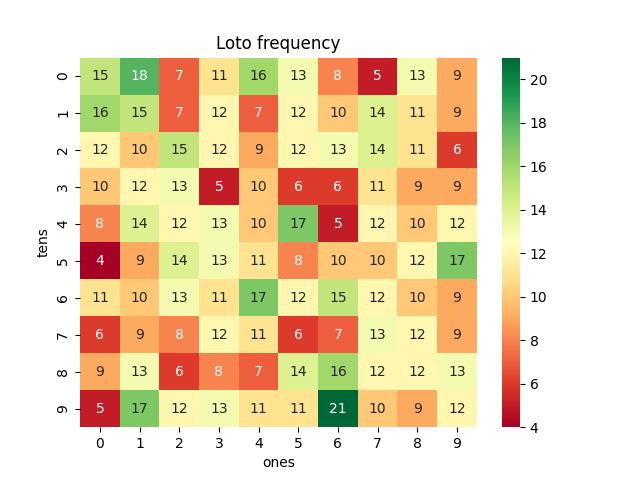 Loto frequency
0 15 18 7 11 16 13 8 5 13 9
1 16 15 7 12 7 12 10 14 11 9
2 12 10 15 12 9 12 13 14 11 6
3 10 12 13 5 10 6 6 11 9 9
4 8 14 12 13 10 17 5 12 10 12
5 4 9 14 13 11 8 10 10 12 17
6 11 10 13 11 17 12 15 12 10 9
7 6 9 8 12 11 6 7 13 12 9
8 9 13 6 8 7 14 16 12 12 13
9 5 17 12 13 11 11 21 10 9 12
0 1 2 3 4 5 6 7 8 9
ones
tens
20
18
16
14
12
10
8
6
4